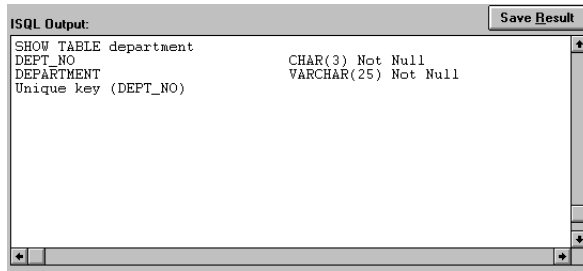 ISQL Output:
Save Result
SHOW TABLE department
DEPT_NO CHAR(3) Not Null
DEPARTMENT VARCHAR(25) Not Null
Unique key (DEPT_NO)